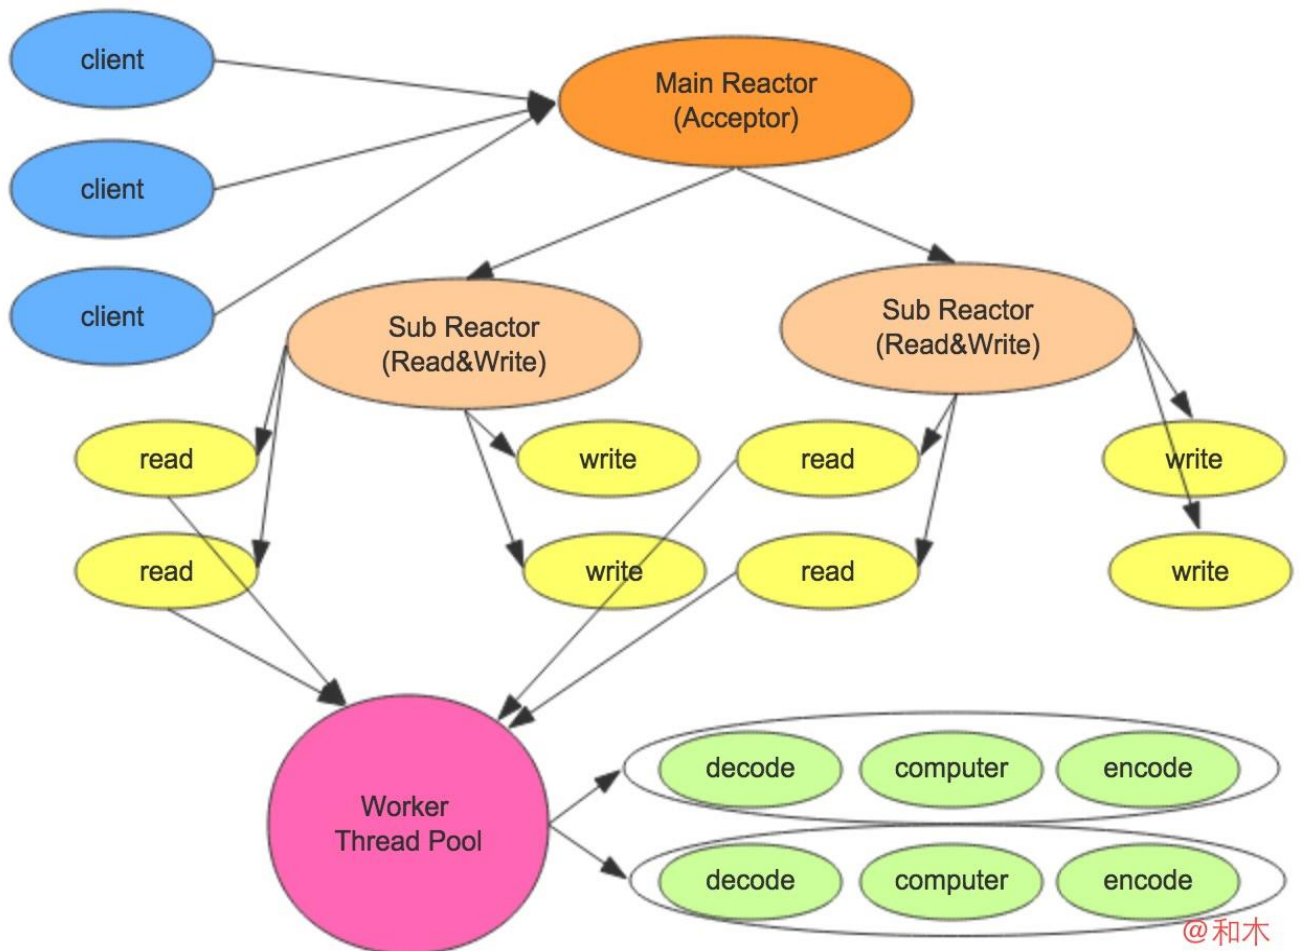 client
Main Reactor
(Acceptor)
client
client
Sub Reactor
(Read&Write)
Sub Reactor
(Read&Write)
read
write
read
write
read
write
read
write
Worker
Thread Pool
decode
computer
encode
decode
computer
encode
@和木